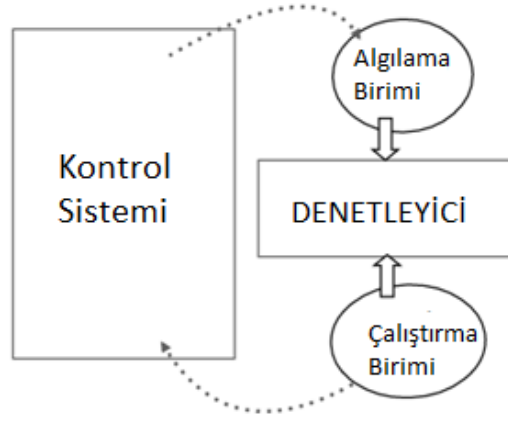 Kontrol
Sistemi
Algılama
Birimi
DENETLEYİCİ
Çalıştırma
Birimi